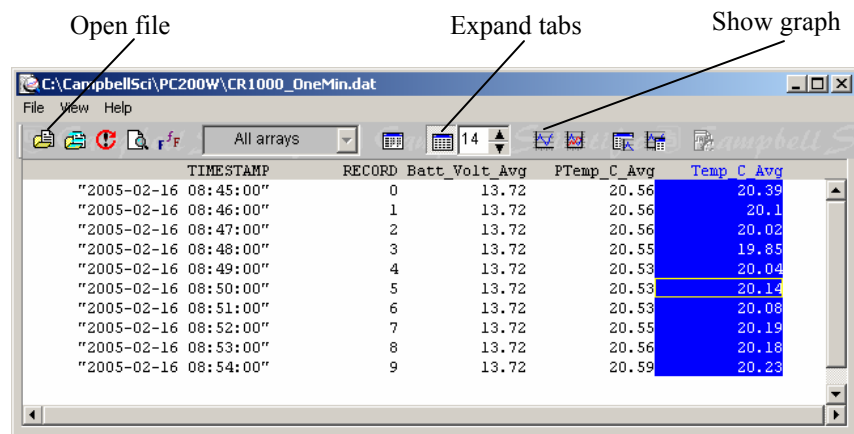 Open file Expand tabs Show graph
C:\CampbellSci\PC200W\CR1000_OneMin.dat
File View Help
F f F All arrays 14 Campbell S
TIMESTAMP RECORD Batt_Volt_Avg PTemp_C_Avg Temp_C_Avg
"2005-02-16 08:45:00" 0 13.72 20.56 20.39
"2005-02-16 08:46:00" 1 13.72 20.56 20.1
"2005-02-16 08:47:00" 2 13.72 20.56 20.02
"2005-02-16 08:48:00" 3 13.72 20.55 19.85
"2005-02-16 08:49:00" 4 13.72 20.53 20.04
"2005-02-16 08:50:00" 5 13.72 20.53 20.14
"2005-02-16 08:51:00" 6 13.72 20.53 20.08
"2005-02-16 08:52:00" 7 13.72 20.55 20.19
"2005-02-16 08:53:00" 8 13.72 20.56 20.18
"2005-02-16 08:54:00" 9 13.72 20.59 20.23